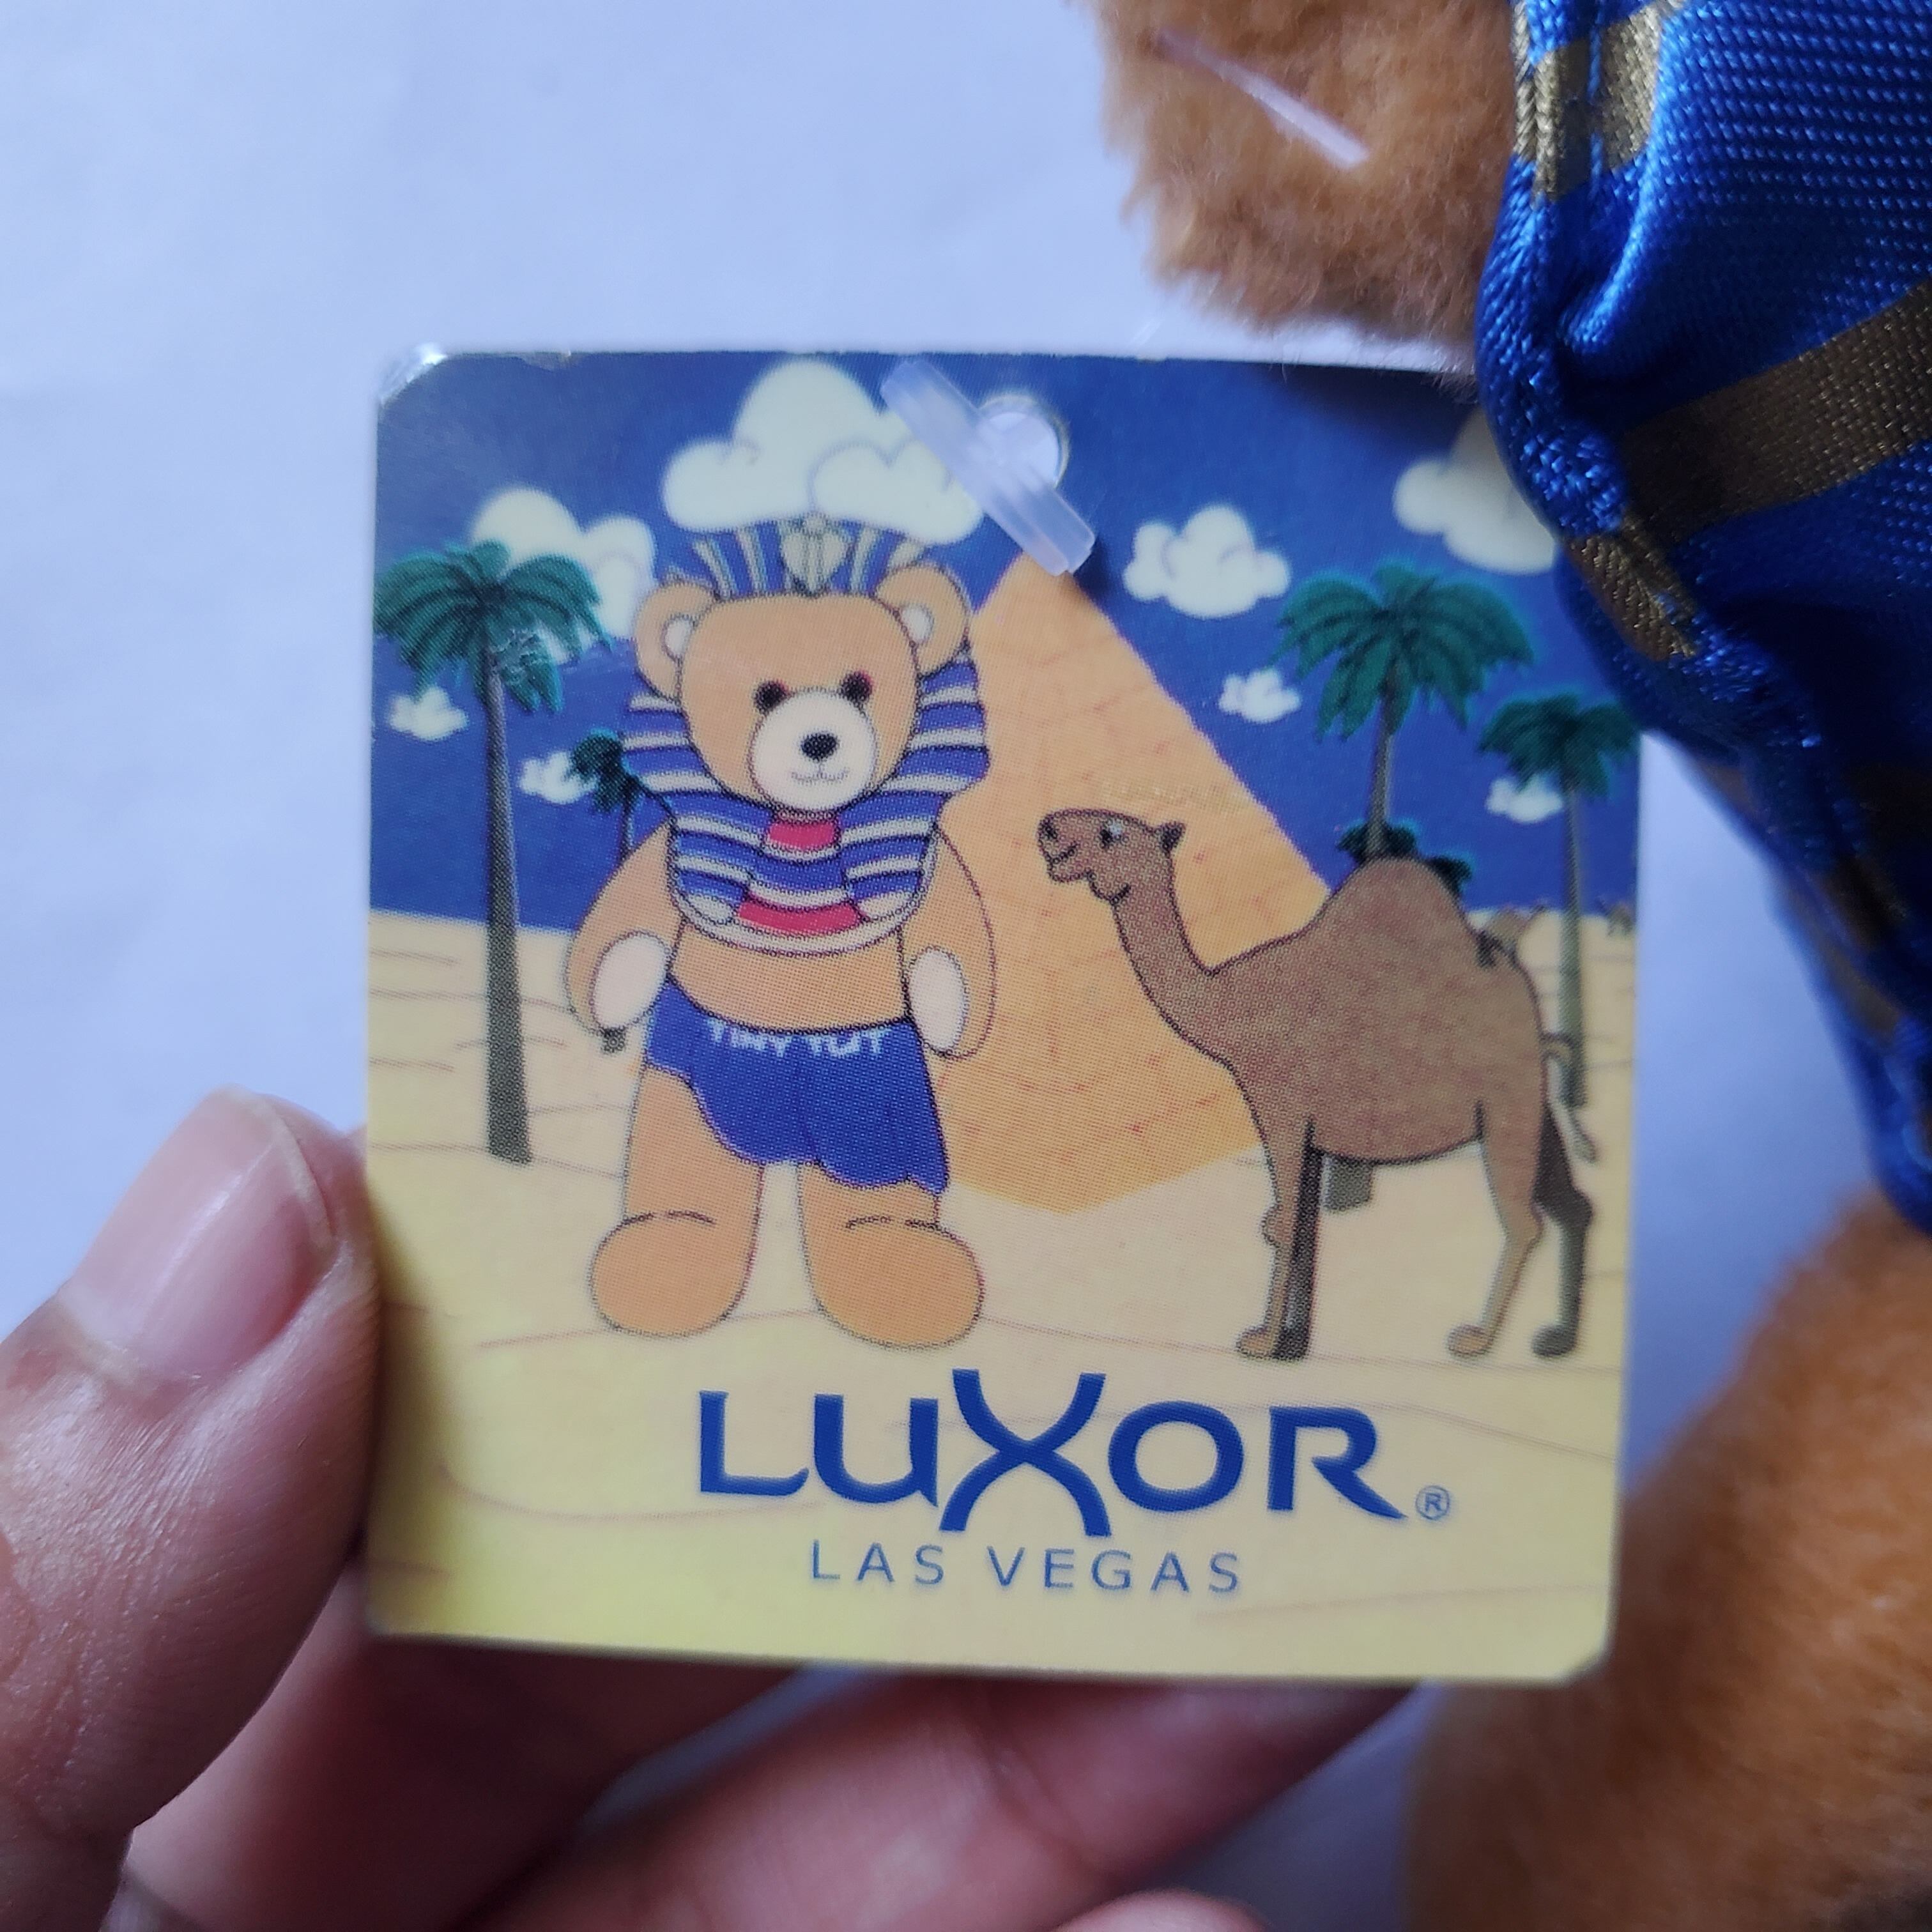 TINY TUT
LUXOR®
LAS VEGAS